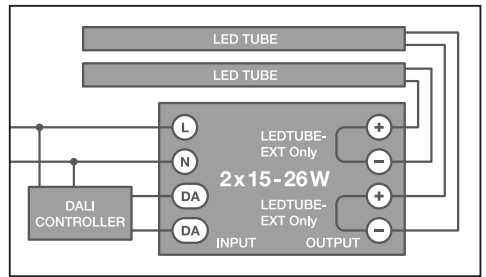 LED TUBE
LED TUBE
L
LEDTUBE-
EXT Only
+
N
−
2x15-26W
DA
LEDTUBE-
EXT Only
+
DALI
CONTROLLER
DA
−
INPUT
OUTPUT